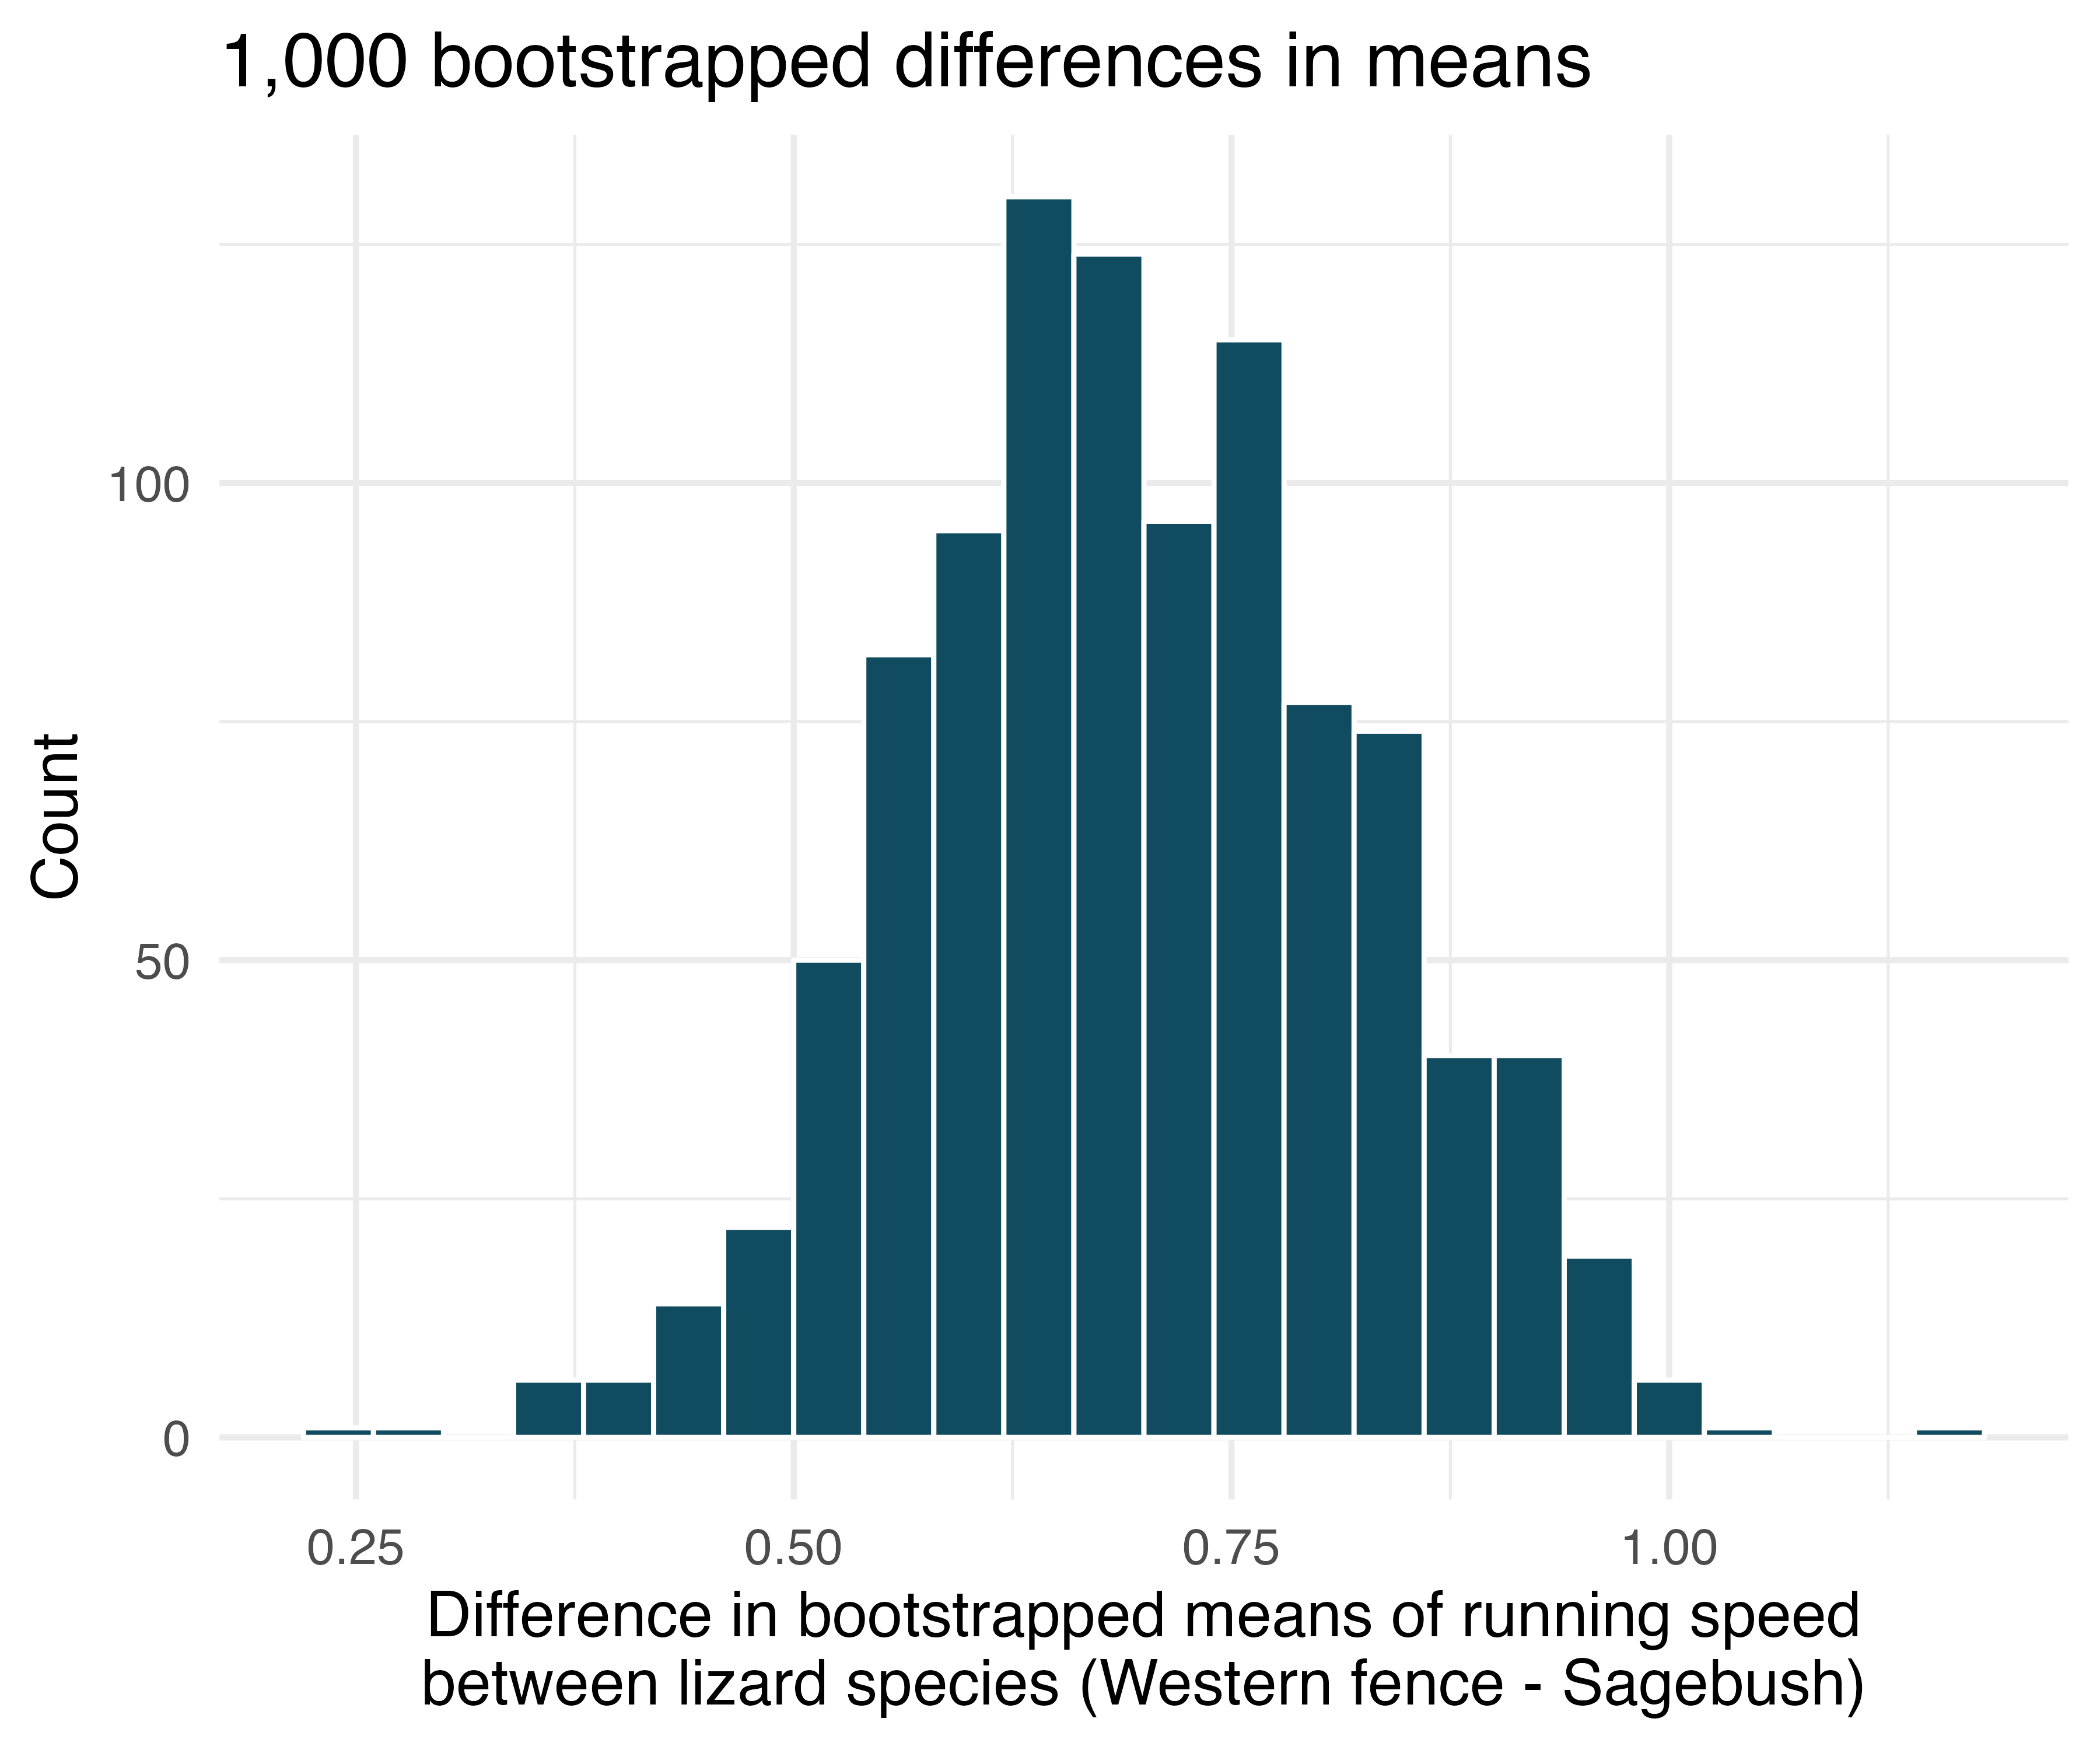 1,000 bootstrapped differences in means
Count
100
50
0
0.25 0.50 0.75 1.00
Difference in bootstrapped means of running speed
between lizard species (Western fence - Sagebush)